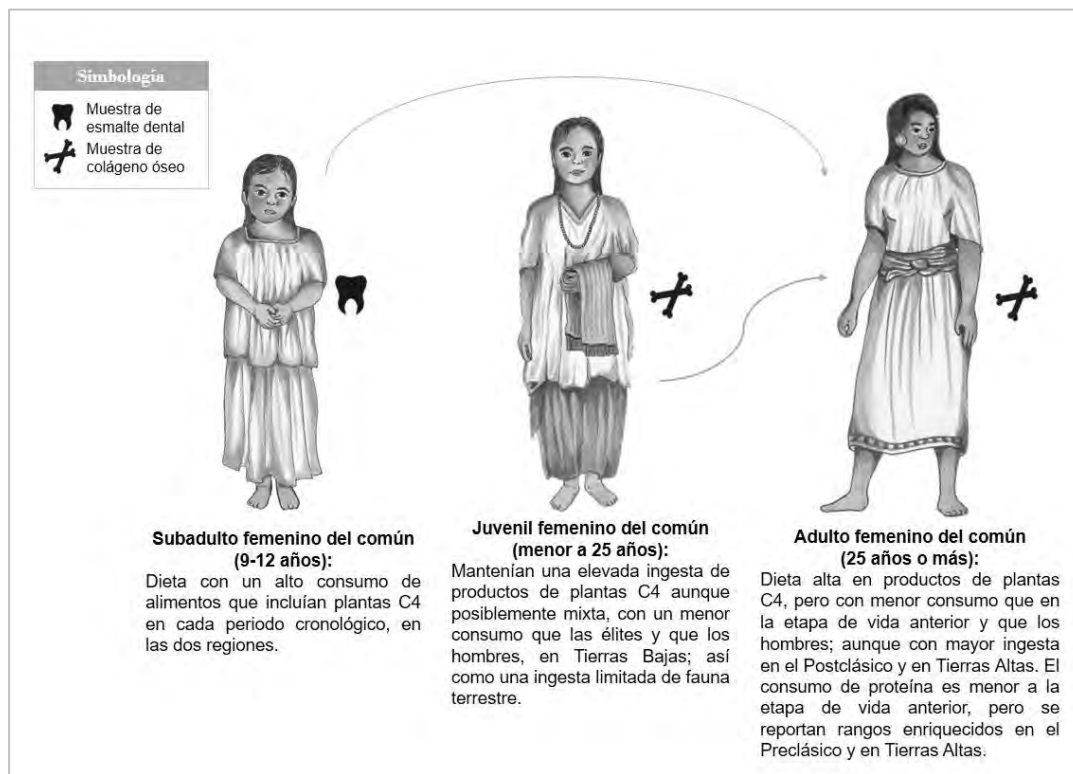 Simbología
Muestra de
esmalte dental
Muestra de
colágeno óseo
Subadulto femenino del común
(9-12 años):
Dieta con un alto consumo de
alimentos que incluían plantas C4
en cada periodo cronológico, en
las dos regiones.
Juvenil femenino del común
(menor a 25 años):
Mantenían una elevada ingesta de
productos de plantas C4 aunque
posiblemente mixta, con un menor
consumo que las élites y que los
hombres, en Tierras Bajas; así
como una ingesta limitada de fauna
terrestre.
Adulto femenino del común
(25 años o más):
Dieta alta en productos de plantas
C4, pero con menor consumo que en
la etapa de vida anterior y que los
hombres; aunque con mayor ingesta
en el Postclásico y en Tierras Altas. El
consumo de proteína es menor a la
etapa de vida anterior, pero se
reportan rangos enriquecidos en el
Preclásico y en Tierras Altas.